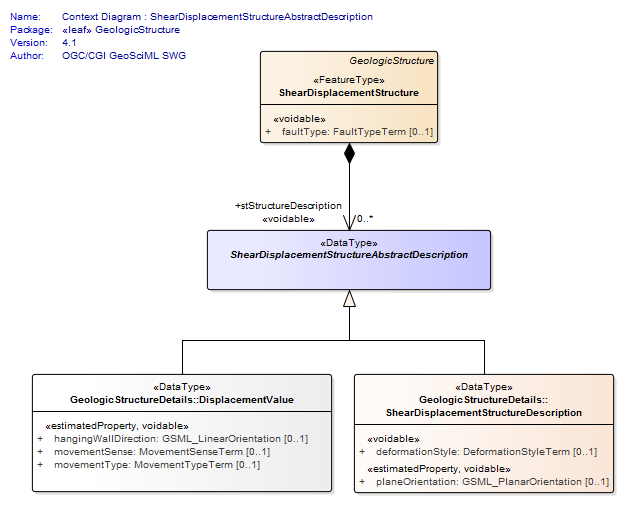 Name: Context Diagram : ShearDisplacementStructureAbstractDescription
Package: «leaf» GeologicStructure
Version: 4.1
Author: OGC/CGI GeoSciML SWG
GeologicStructure
«FeatureType»
ShearDisplacementStructure
«voidable»
+ faultType: FaultTypeTerm [0..1]
+stStructureDescription
«voidable» 0..*
«DataType»
ShearDisplacementStructureAbstractDescription
«DataType»
GeologicStructureDetails::DisplacementValue
«estimatedProperty, voidable»
+ hangingWallDirection: GSML_LinearOrientation [0..1]
+ movementSense: MovementSenseTerm [0..1]
+ movementType: MovementTypeTerm [0..1]
«DataType»
GeologicStructureDetails::
ShearDisplacementStructureDescription
«voidable»
+ deformationStyle: DeformationStyleTerm [0..1]
«estimatedProperty, voidable»
+ planeOrientation: GSML_PlanarOrientation [0..1]